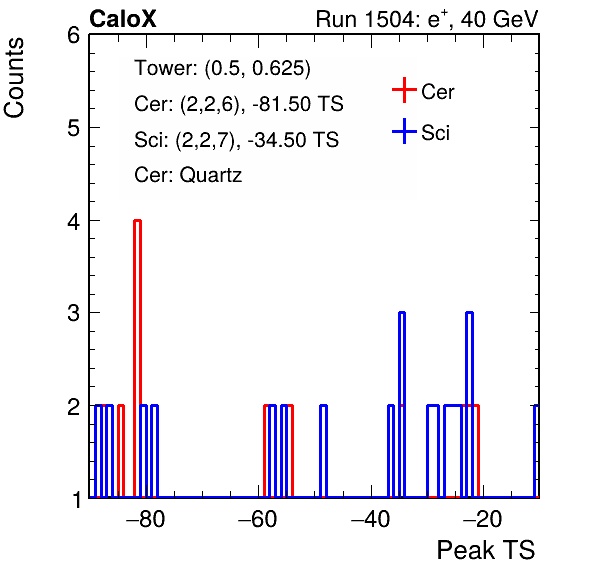 CaloX Run 1504: e⁺, 40 GeV
Counts
6
Tower: (0.5, 0.625)
Cer: (2,2,6), -81.50 TS
Sci: (2,2,7), -34.50 TS
Cer: Quartz
Cer
Sci
5
4
3
2
1
−80 −60 −40 −20
Peak TS